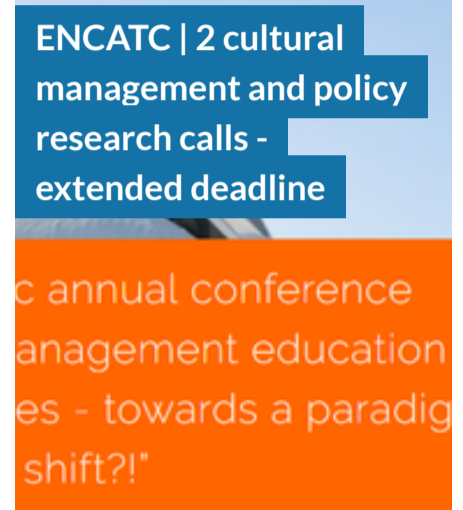 ENCATC | 2 cultural
management and policy
research calls -
extended deadline
c annual conference
anagement education
es - towards a paradig
shift?!"